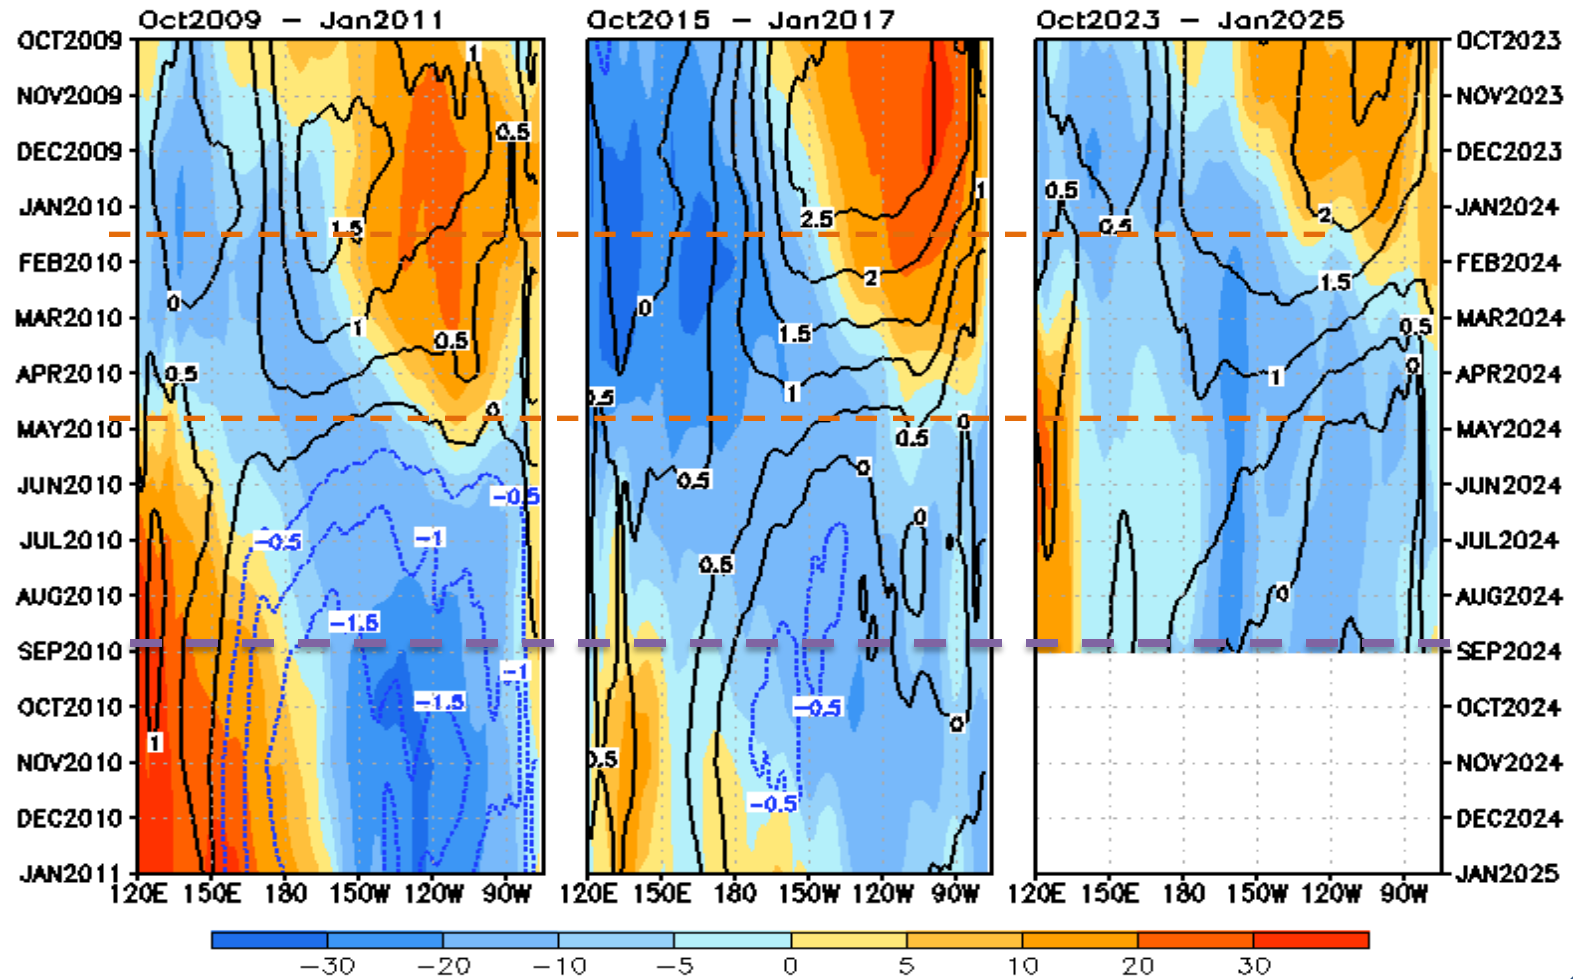 Oct2009 - Jan2011
Oct2015 - Jan2017
Oct2023 - Jan2025
OCT2009
NOV2009
DEC2009
JAN2010
FEB2010
MAR2010
APR2010
MAY2010
JUN2010
JUL2010
AUG2010
SEP2010
OCT2010
NOV2010
DEC2010
JAN2011
1
0.5
1.5
0
1
0.5
0.5
0
-0.5
-0.5
-1
-1.5
-1
-1.5
1
120E 150E 180 150W 120W 90W
1
2.5
2
0
1.5
1
0.5
0.5
0
0.5
0
0
0.5
-0.5
0
0.5
-0.5
120E 150E 180 150W 120W 90W
0.5
0.5
2
1.5
0.5
0
1
0
120E 150E 180 150W 120W 90W
OCT2023
NOV2023
DEC2023
JAN2024
FEB2024
MAR2024
APR2024
MAY2024
JUN2024
JUL2024
AUG2024
SEP2024
OCT2024
NOV2024
DEC2024
JAN2025
-30 -20 -10 -5 0 5 10 20 30